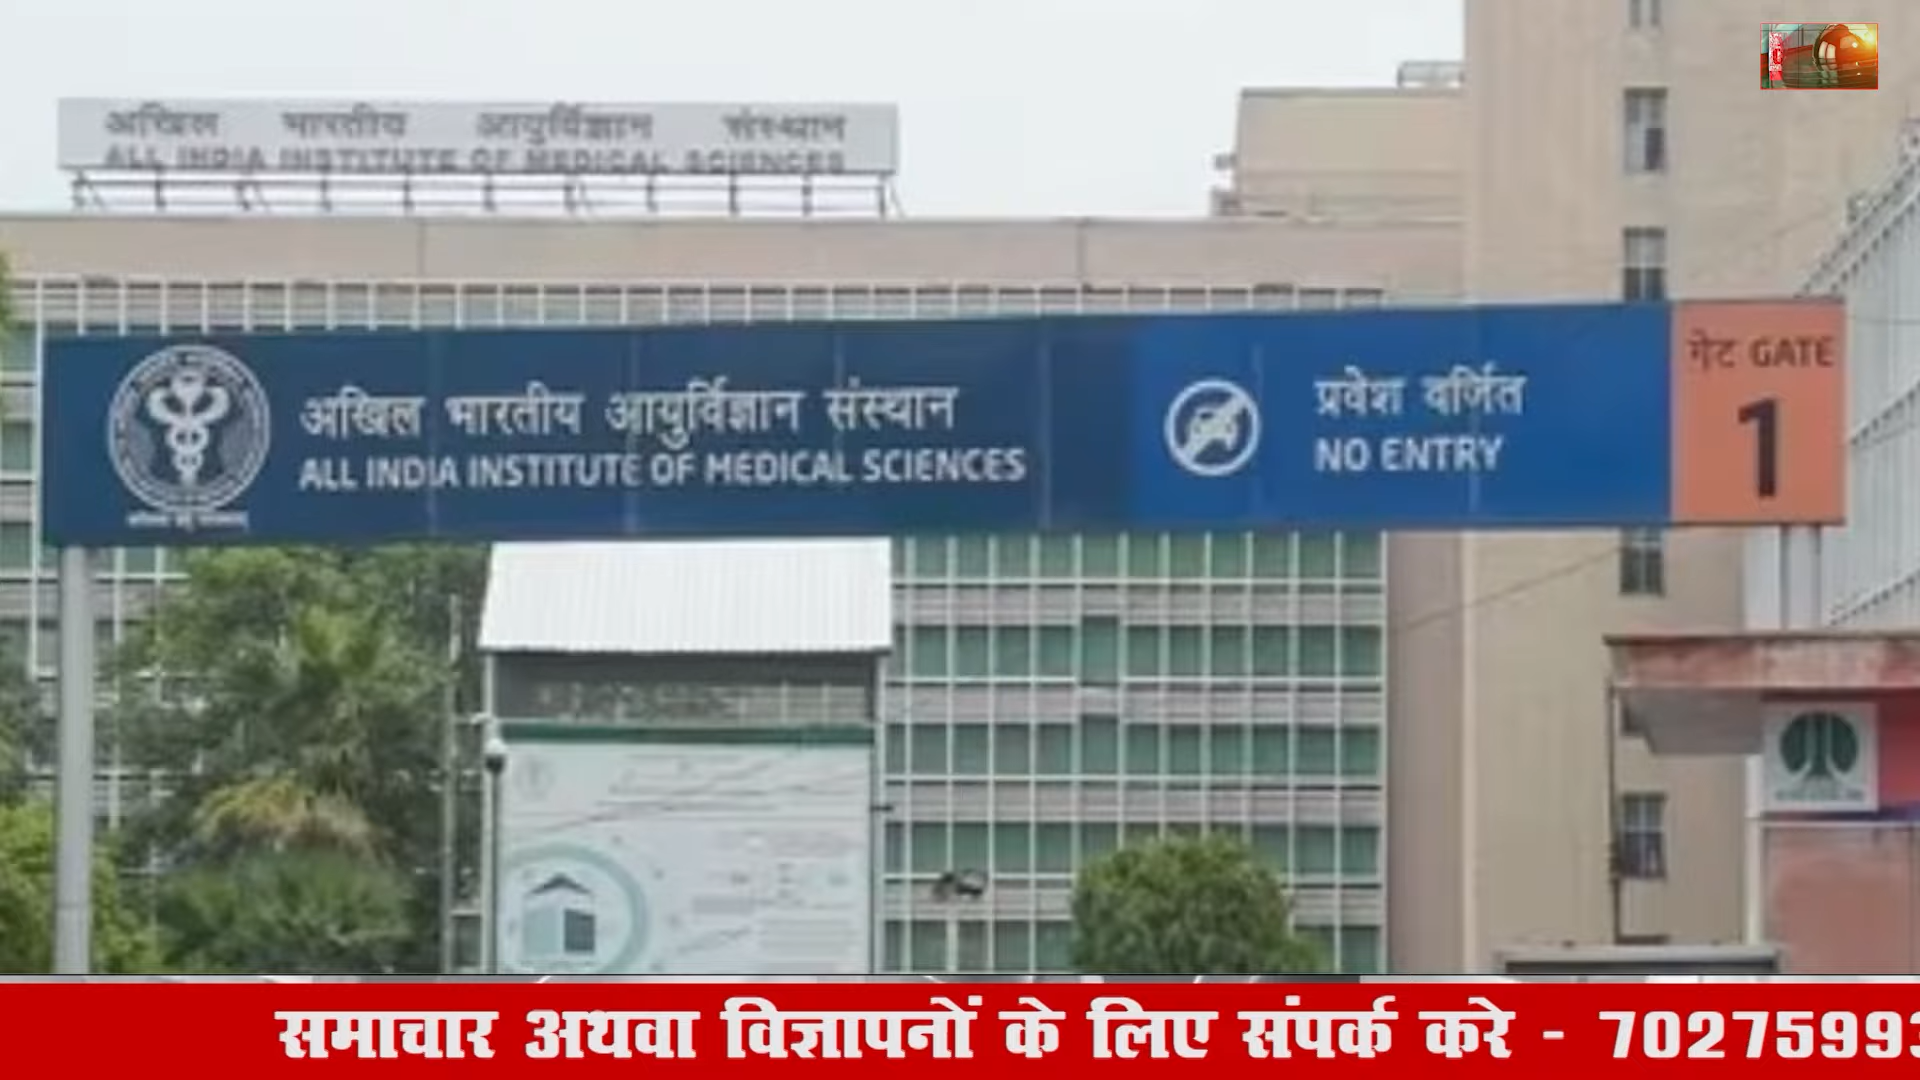 अखिल भारतीय आयुर्विज्ञान संस्थान
ALL INDIA INSTITUTE OF MEDICAL SCIENCES
अखिल भारतीय आयुर्विज्ञान संस्थान
ALL INDIA INSTITUTE OF MEDICAL SCIENCES
प्रवेश वर्जित
NO ENTRY
गेट GATE
1
समाचार अथवा विज्ञापनों के लिए संपर्क करे - 70275993